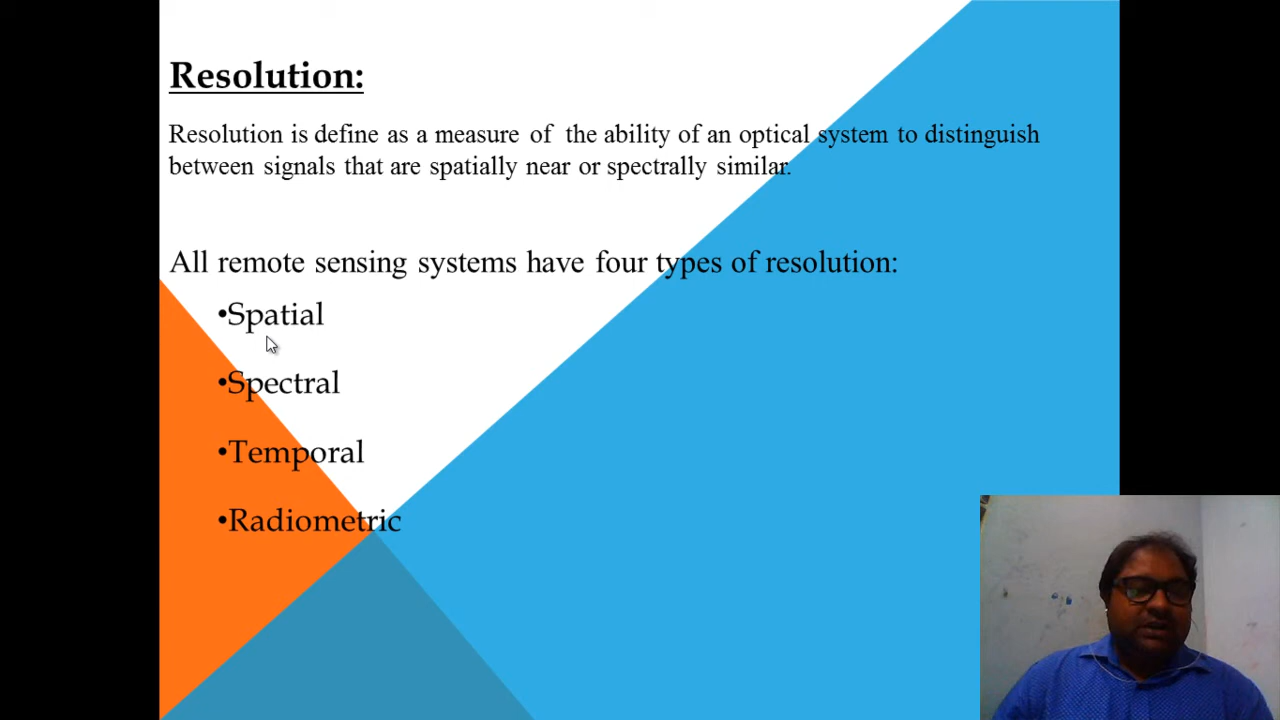 Resolution:
Resolution is define as a measure of the ability of an optical system to distinguish
between signals that are spatially near or spectrally similar.
All remote sensing systems have four types of resolution:
•Spatial
•Spectral
•Temporal
•Radiometric